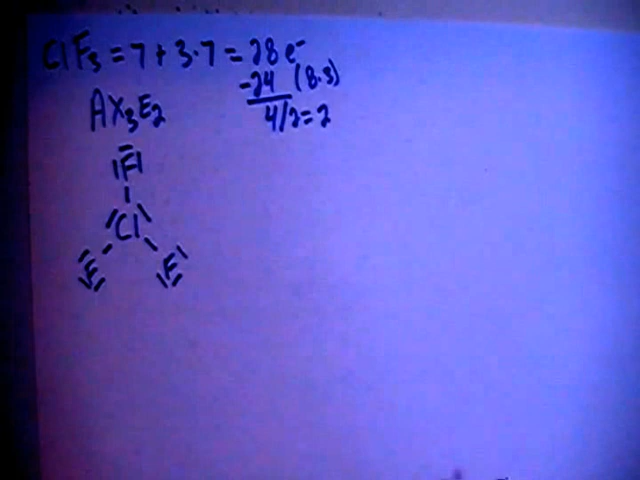 ClF₃ = 7 + 3·7 = 28 e⁻
-24 (8·3)
AX₃E₂
4/2=2
F
Cl
F F